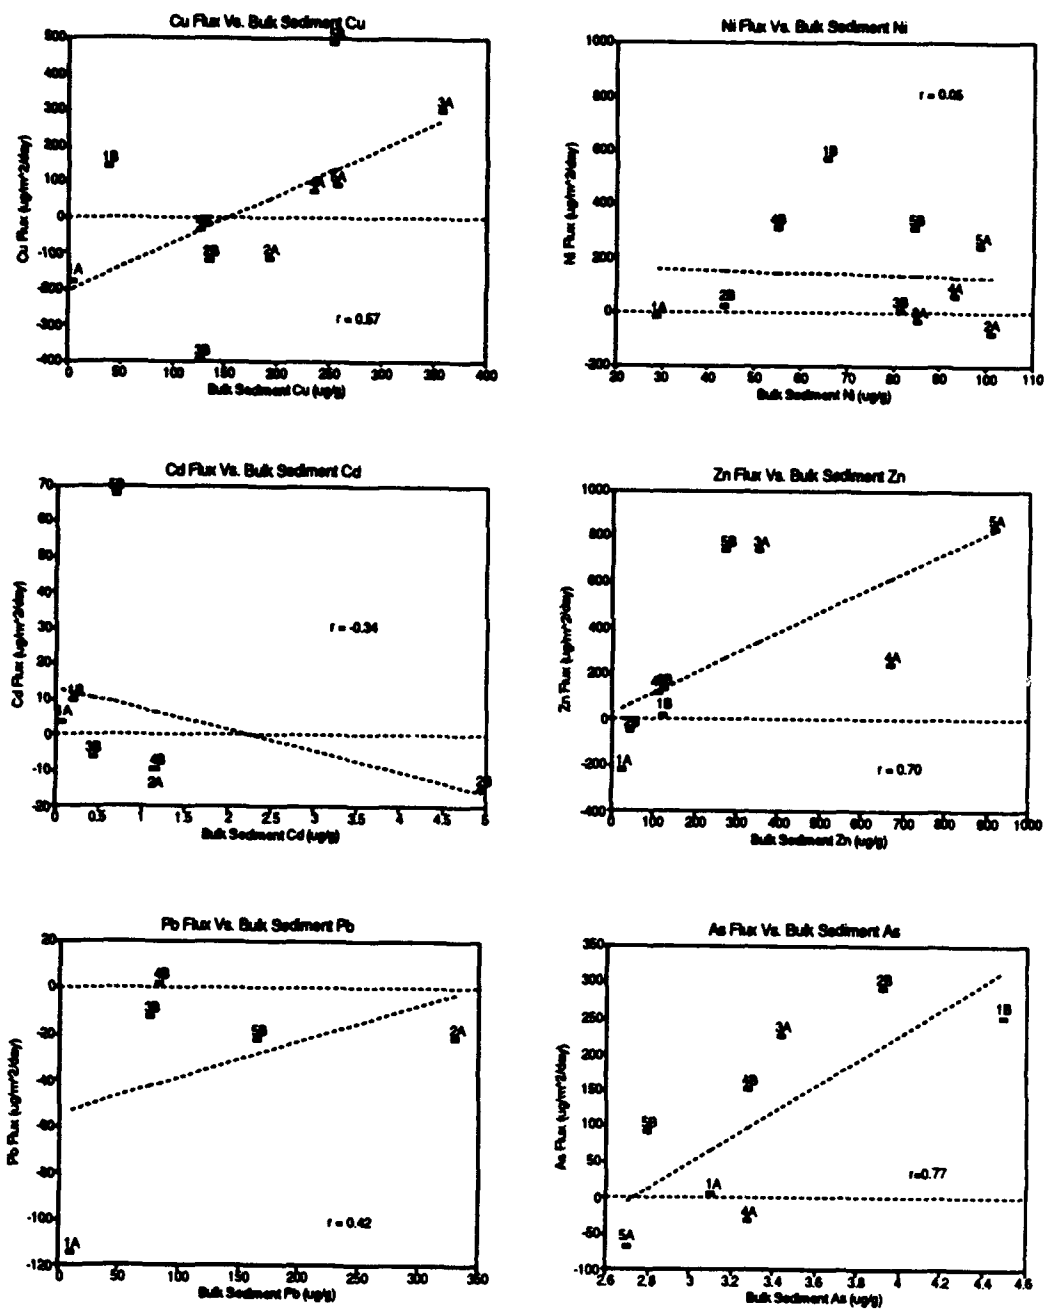 Cu Flux Vs. Bulk Sediment Cu
500
400
300
200
100
0
-100
-200
-300
-400
Cu Flux (ug/m^2/day)
1B
3A
5A
2B
2A
3B
r = 0.57
0 50 100 150 200 250 300 350 400
Bulk Sediment Cu (ug/g)
Ni Flux Vs. Bulk Sediment Ni
1000
800
600
400
200
0
-200
Ni Flux (ug/m^2/day)
r = 0.05
1B
4B
5B
5A
4A
2B
3B
1A
2A
20 30 40 50 60 70 80 90 100 110
Bulk Sediment Ni (ug/g)
Cd Flux Vs. Bulk Sediment Cd
70
60
50
40
30
20
10
0
-10
-20
Cd Flux (ug/m^2/day)
5B
r = -0.34
1B
1A
3B
4B
2A
2B
0 0.5 1 1.5 2 2.5 3 3.5 4 4.5 5
Bulk Sediment Cd (ug/g)
Zn Flux Vs. Bulk Sediment Zn
1000
800
600
400
200
0
-200
-400
Zn Flux (ug/m^2/day)
5A
5B 3A
4A
1B
1A
r = 0.70
0 100 200 300 400 500 600 700 800 900 1000
Bulk Sediment Zn (ug/g)
Pb Flux Vs. Bulk Sediment Pb
20
0
-20
-40
-60
-80
-100
-120
Pb Flux (ug/m^2/day)
4B
5B
2A
1A
r = 0.42
0 50 100 150 200 250 300 350
Bulk Sediment Pb (ug/g)
As Flux Vs. Bulk Sediment As
350
300
250
200
150
100
50
0
-50
-100
As Flux (ug/m^2/day)
2B
1B
3A
4B
5B
r=0.77
1A
4A
5A
2.6 2.8 3 3.2 3.4 3.6 3.8 4 4.2 4.4 4.6
Bulk Sediment As (ug/g)